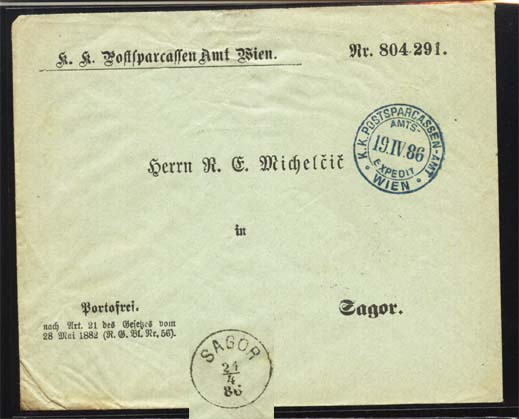 K. K. Postsparcassen Amt Wien.
Nr. 804·291.
K.K. POSTSPARCASSEN-AMT
AMTS-
19.IV.86
EXPEDIT
WIEN
Herrn R. E. Michelčič
in
Sagor.
Portofrei.
nach Art. 21 des Gesetzes vom
28 Mai 1882 (R. G. Bl. Nr. 56).
SAGOR
21
4
86